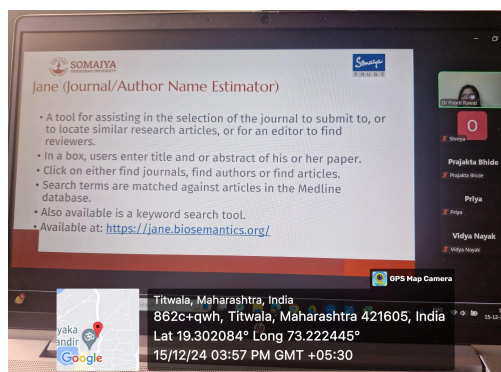 SOMAIYA
VIDYAVIHAR UNIVERSITY
Somaiya
TRUST
Jane (Journal/Author Name Estimator)
• A tool for assisting in the selection of the journal to submit to, or
to locate similar research articles, or for an editor to find
reviewers.
• In a box, users enter title and or abstract of his or her paper.
• Click on either find journals, find authors or find articles.
• Search terms are matched against articles in the Medline
database.
• Also available is a keyword search tool.
• Available at: https://jane.biosemantics.org/
Dr Preeti Rawat
O
Shreya
Prajakta Bhide
Prajakta Bhide
Priya
Priya
Vidya Nayak
Vidya Nayak
GPS Map Camera
yaka
andir
Google
Titwala, Maharashtra, India
862c+qwh, Titwala, Maharashtra 421605, India
Lat 19.302084° Long 73.222445°
15/12/24 03:57 PM GMT +05:30